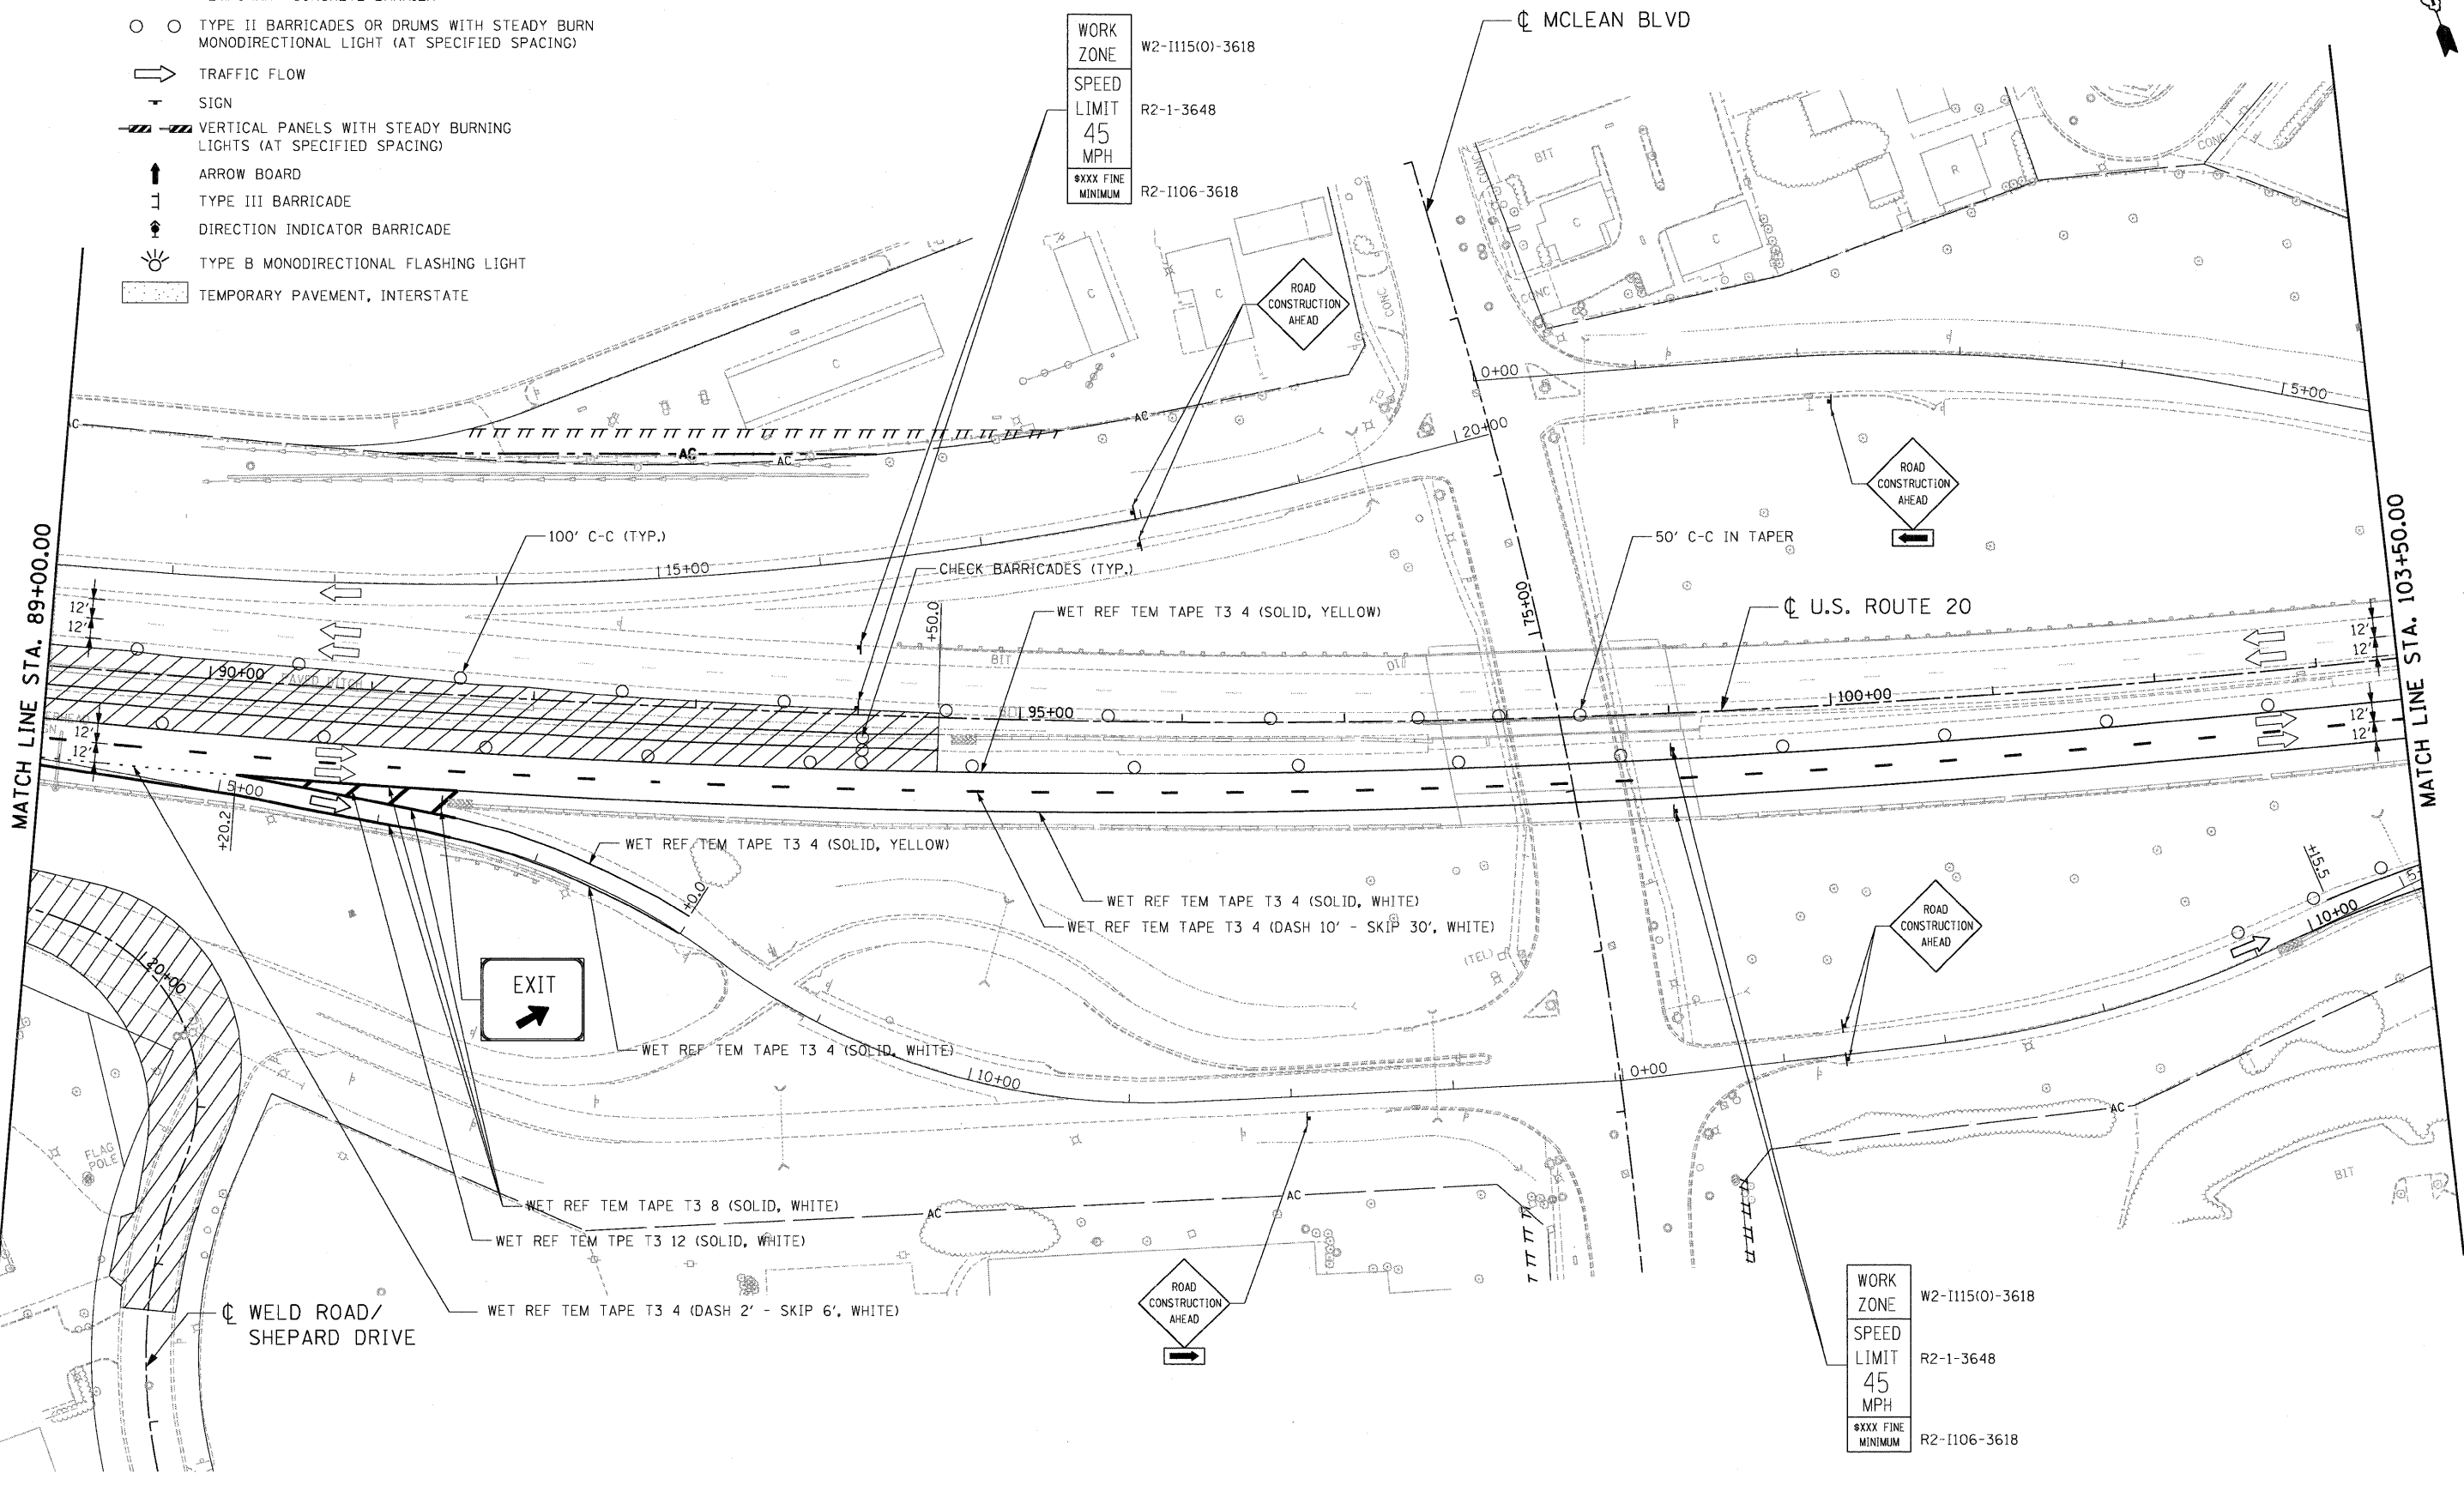 TYPE II BARRICADES OR DRUMS WITH STEADY BURN
MONODIRECTIONAL LIGHT (AT SPECIFIED SPACING)
TRAFFIC FLOW
SIGN
VERTICAL PANELS WITH STEADY BURNING
LIGHTS (AT SPECIFIED SPACING)
ARROW BOARD
TYPE III BARRICADE
DIRECTION INDICATOR BARRICADE
TYPE B MONODIRECTIONAL FLASHING LIGHT
TEMPORARY PAVEMENT, INTERSTATE
WORK
ZONE
W2-I115(O)-3618
SPEED
LIMIT
45
MPH
R2-1-3648
$XXX FINE
MINIMUM
R2-I106-3618
℄ MCLEAN BLVD
BIT
CONC
CONC
CONC
CONC
C
C
R
C
C
C
ROAD
CONSTRUCTION
AHEAD
0+00
5+00
20+00
AC
AC
AC
C
ROAD
CONSTRUCTION
AHEAD
MATCH LINE STA. 89+00.00
MATCH LINE STA. 103+50.00
100' C-C (TYP.)
15+00
CHECK BARRICADES (TYP.)
50' C-C IN TAPER
75+00
+50.0
WET REF TEM TAPE T3 4 (SOLID, YELLOW)
℄ U.S. ROUTE 20
12'
12'
12'
12'
12'
12'
12'
12'
BIT
90+00
PAVED DITCH
95+00
100+00
5+00
+20.2
WET REF TEM TAPE T3 4 (SOLID, YELLOW)
+0.0
WET REF TEM TAPE T3 4 (SOLID, WHITE)
WET REF TEM TAPE T3 4 (DASH 10' - SKIP 30', WHITE)
(TEL)
ROAD
CONSTRUCTION
AHEAD
+15.5
10+00
20+00
EXIT
WET REF TEM TAPE T3 4 (SOLID, WHITE)
10+00
0+00
FLAG
POLE
AC
AC
AC
BIT
WET REF TEM TAPE T3 8 (SOLID, WHITE)
WET REF TEM TPE T3 12 (SOLID, WHITE)
WET REF TEM TAPE T3 4 (DASH 2' - SKIP 6', WHITE)
℄ WELD ROAD/
SHEPARD DRIVE
ROAD
CONSTRUCTION
AHEAD
WORK
ZONE
W2-I115(O)-3618
SPEED
LIMIT
45
MPH
R2-1-3648
$XXX FINE
MINIMUM
R2-I106-3618